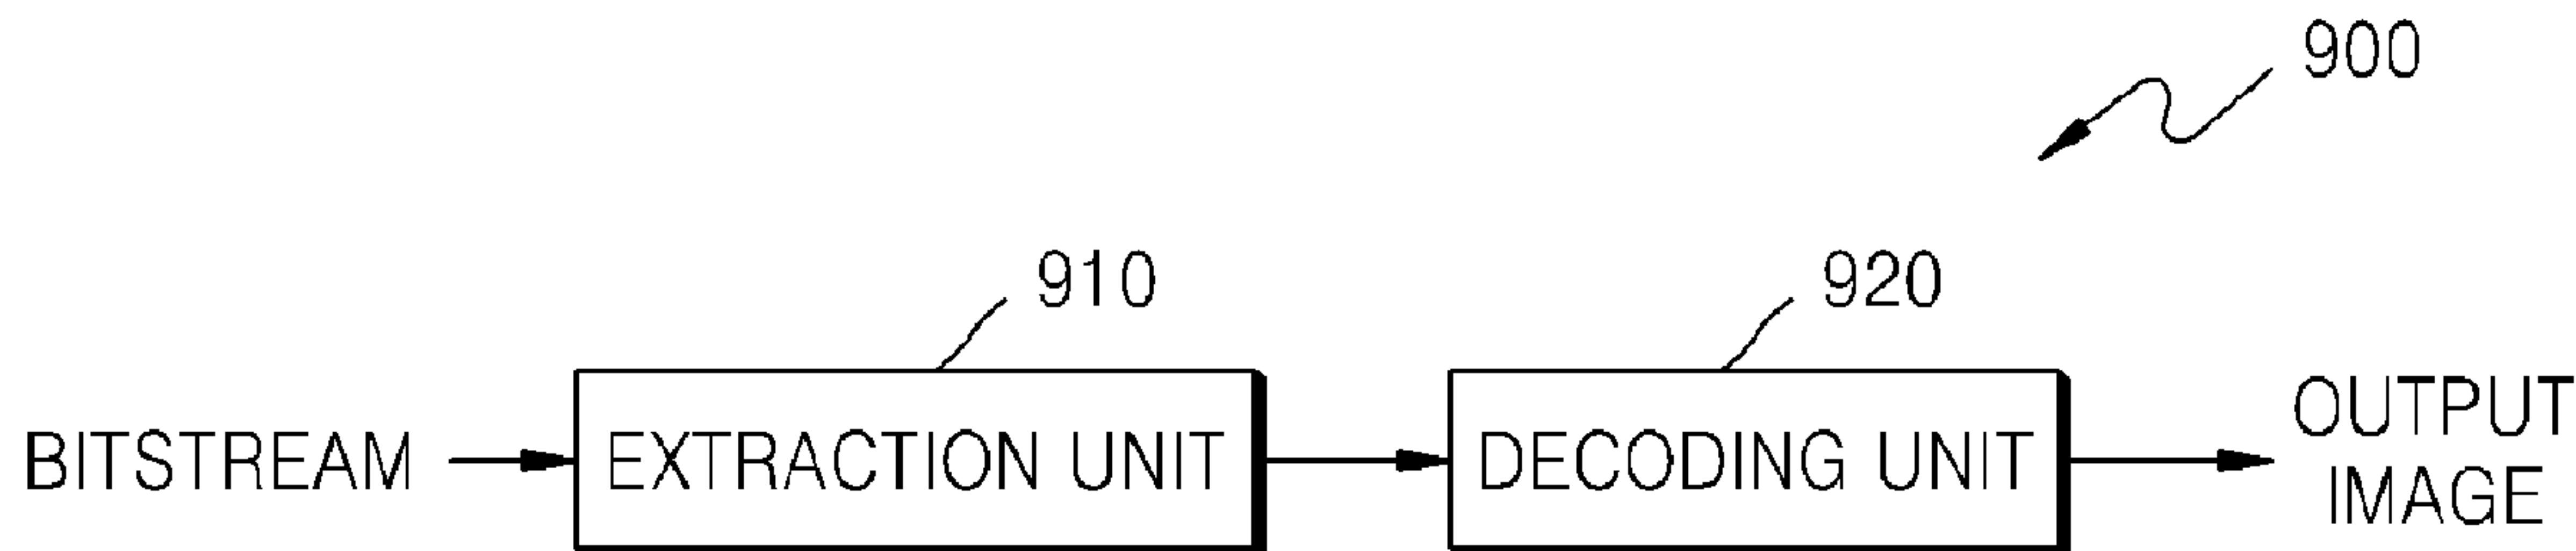 900
910
920
BITSTREAM
EXTRACTION UNIT
DECODING UNIT
OUTPUT
IMAGE